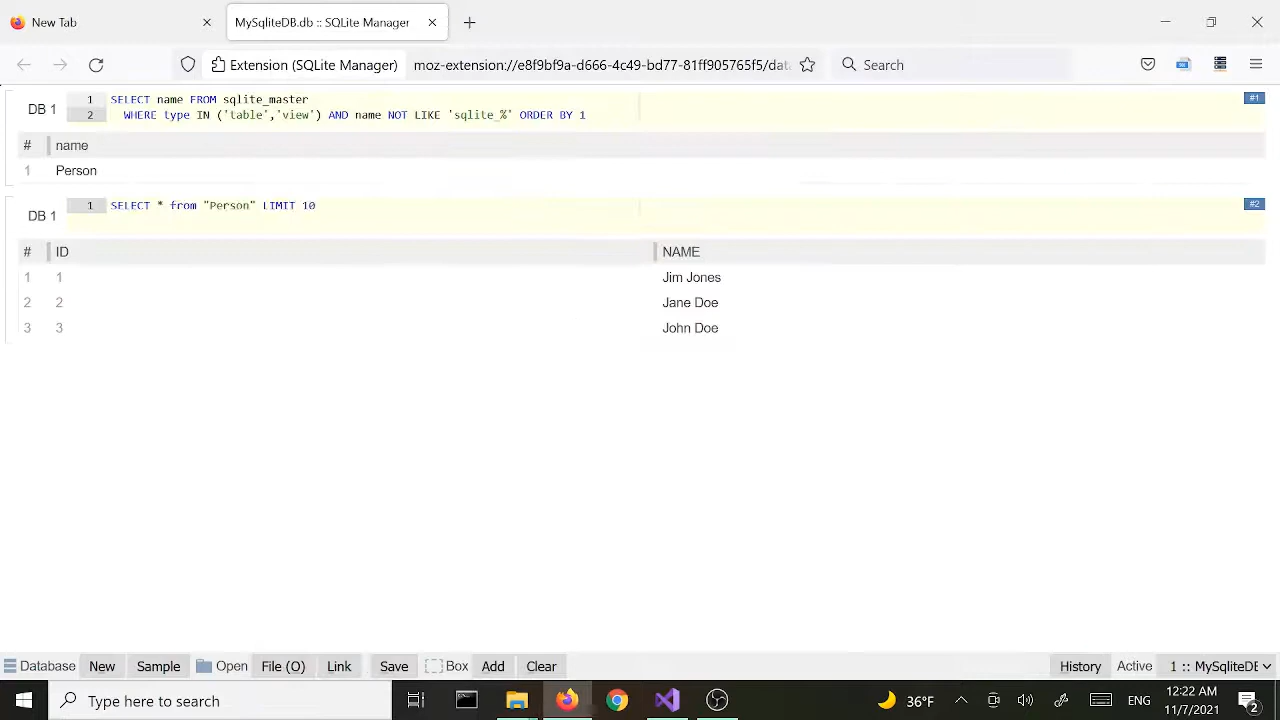 New Tab
MySqliteDB.db :: SQLite Manager
Extension (SQLite Manager)
moz-extension://e8f9bf9a-d666-4c49-bd77-81ff905765f5/dat
Search
DB 1
1 SELECT name FROM sqlite_master
2 WHERE type IN ('table','view') AND name NOT LIKE 'sqlite_%' ORDER BY 1
#1
# name
1 Person
DB 1
1 SELECT * from "Person" LIMIT 10
#2
# ID NAME
1 1 Jim Jones
2 2 Jane Doe
3 3 John Doe
Database New Sample Open File (O) Link Save Box Add Clear History Active 1 :: MySqliteDE
Type here to search
36°F
ENG
2:22 AM
11/7/2021
2